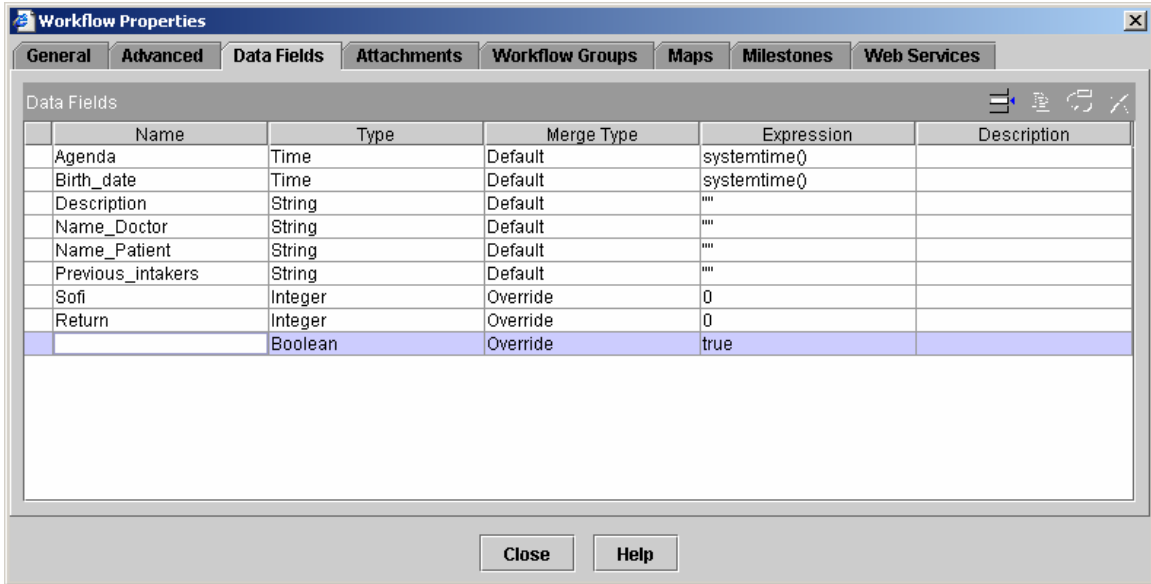 Workflow Properties
General Advanced Data Fields Attachments Workflow Groups Maps Milestones Web Services
Data Fields
Name Type Merge Type Expression Description
Agenda Time Default systemtime()
Birth_date Time Default systemtime()
Description String Default ""
Name_Doctor String Default ""
Name_Patient String Default ""
Previous_intakers String Default ""
Sofi Integer Override 0
Return Integer Override 0
Boolean Override true
Close Help